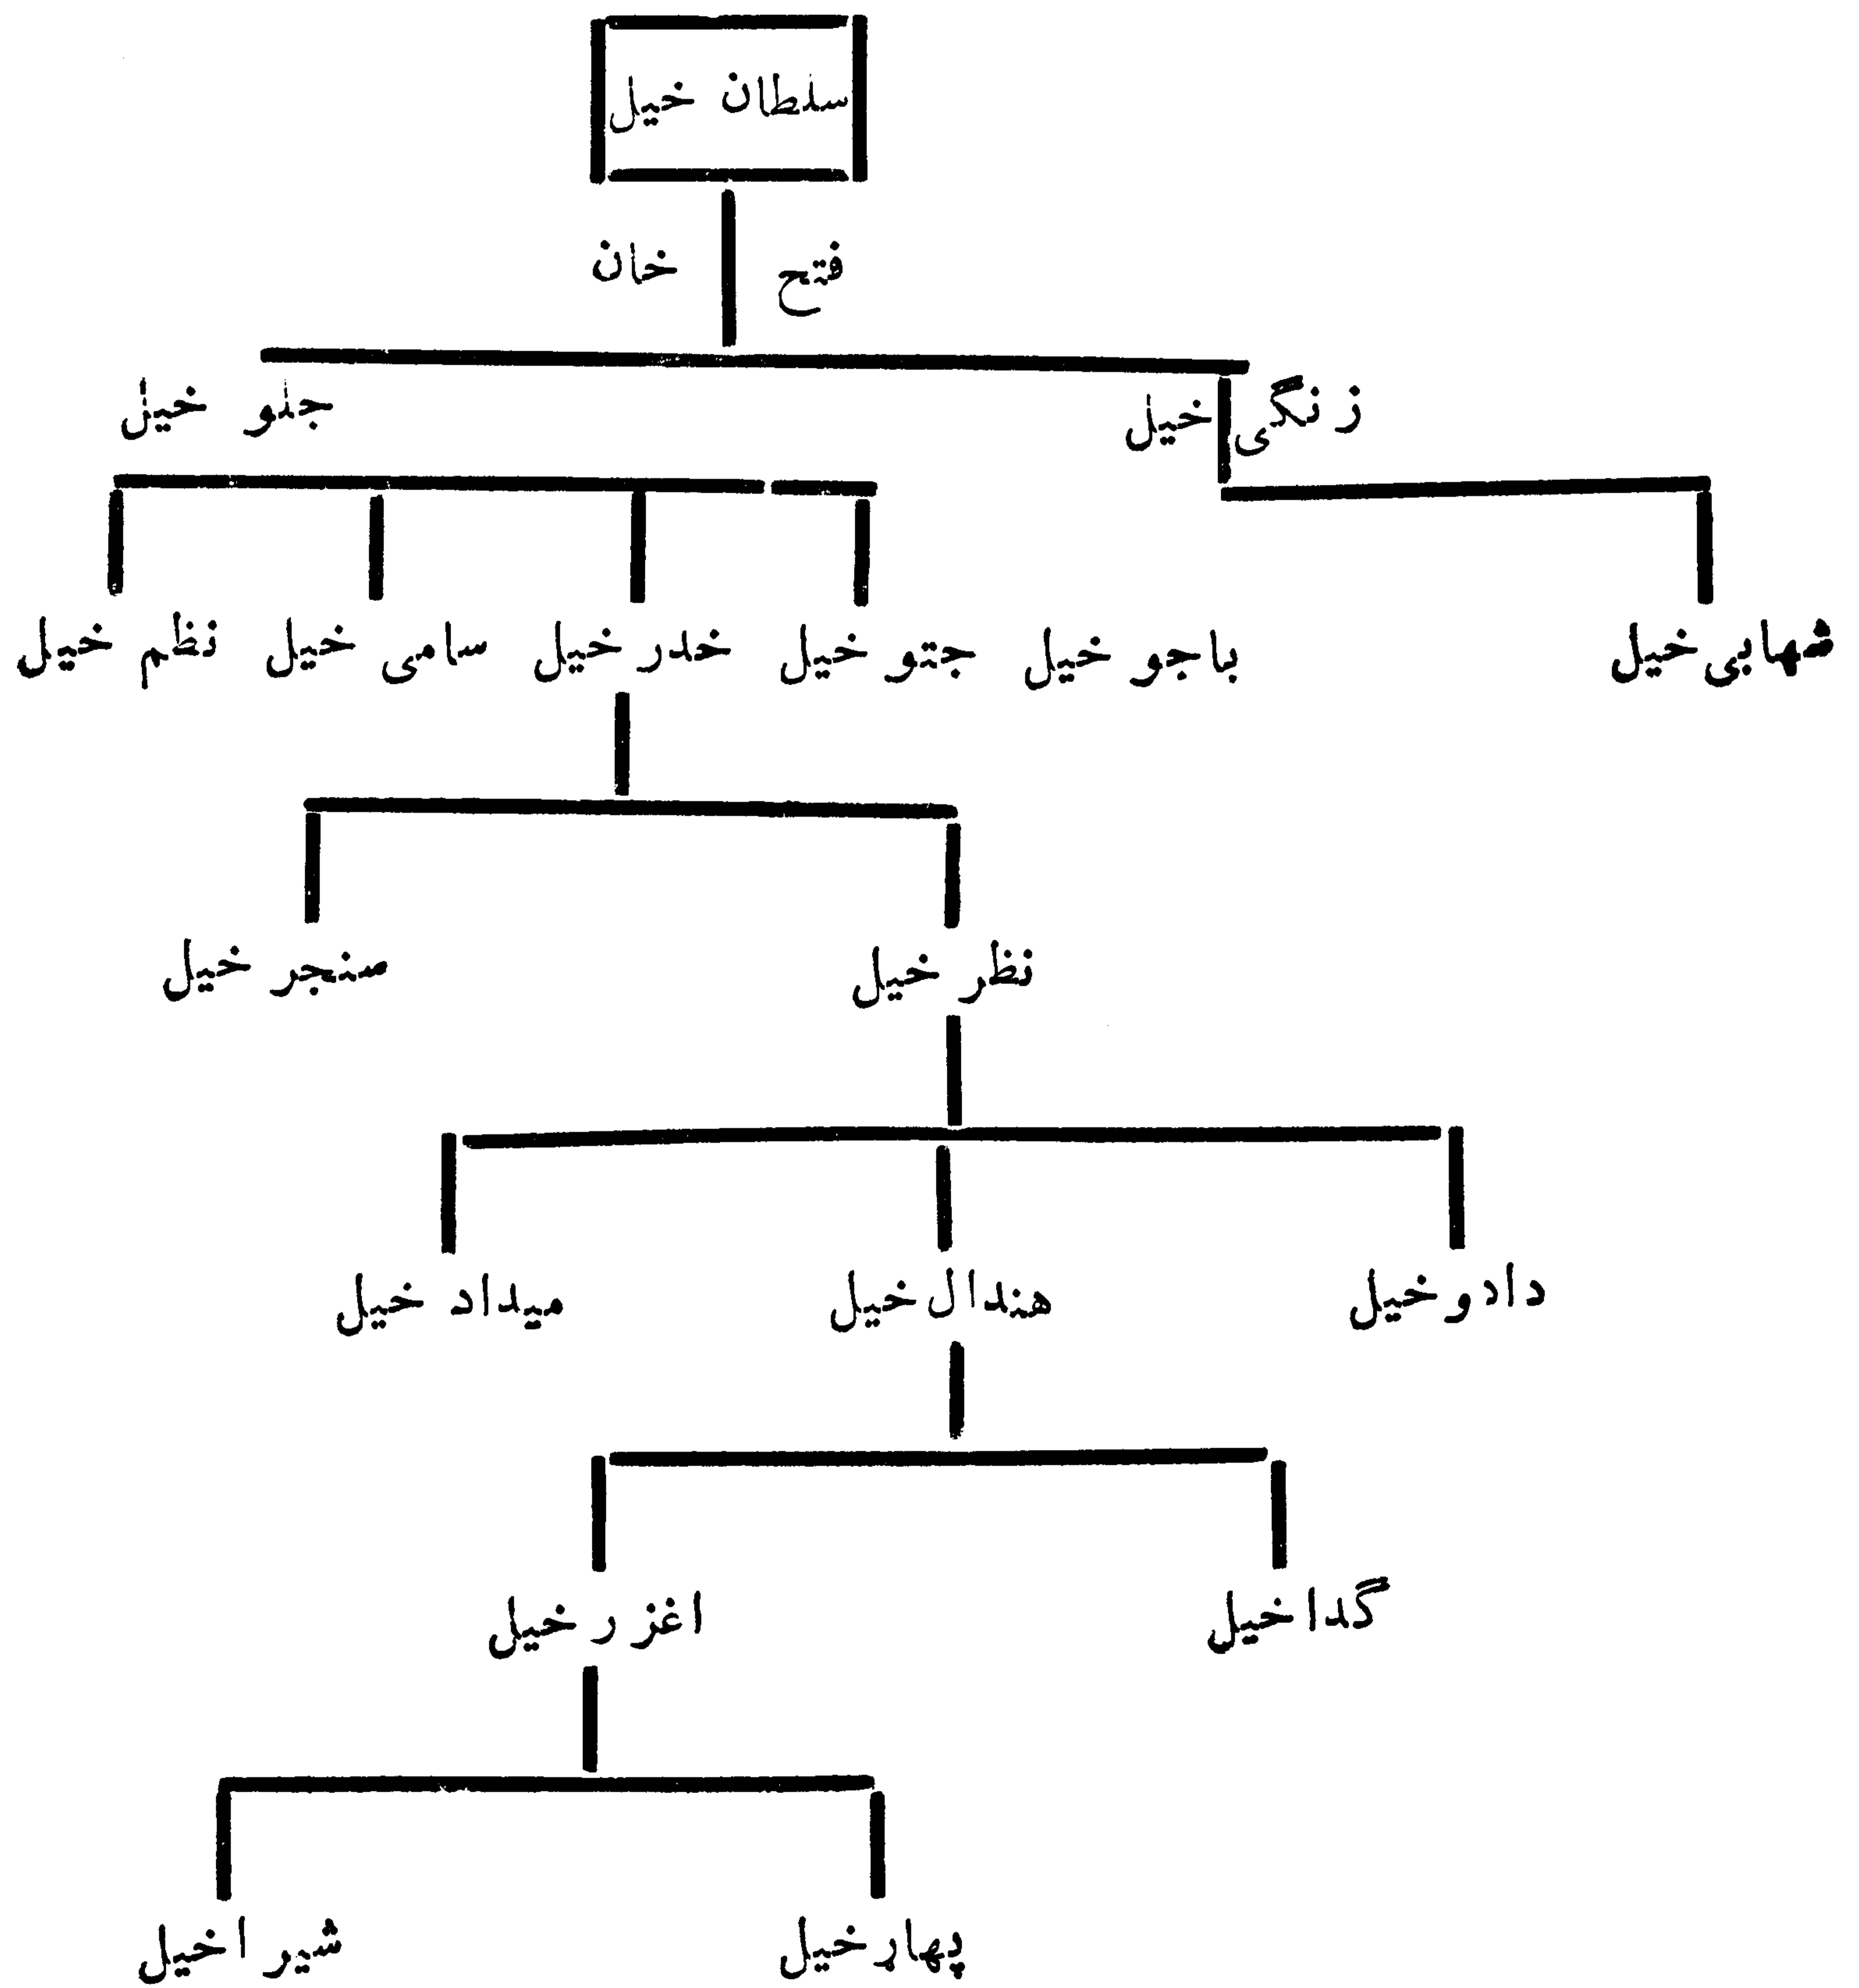 سلطان خیل
فتح خان
زنگی خیل جلو خیل
شهابی خیل باجو خیل جتو خیل خدر خیل سامی خیل نظم خیل
نظر خیل صنجر خیل
دادو خیل هندال خیل میداد خیل
گدا خیل اغزر خیل
پهاړ خیل شیرا خیل